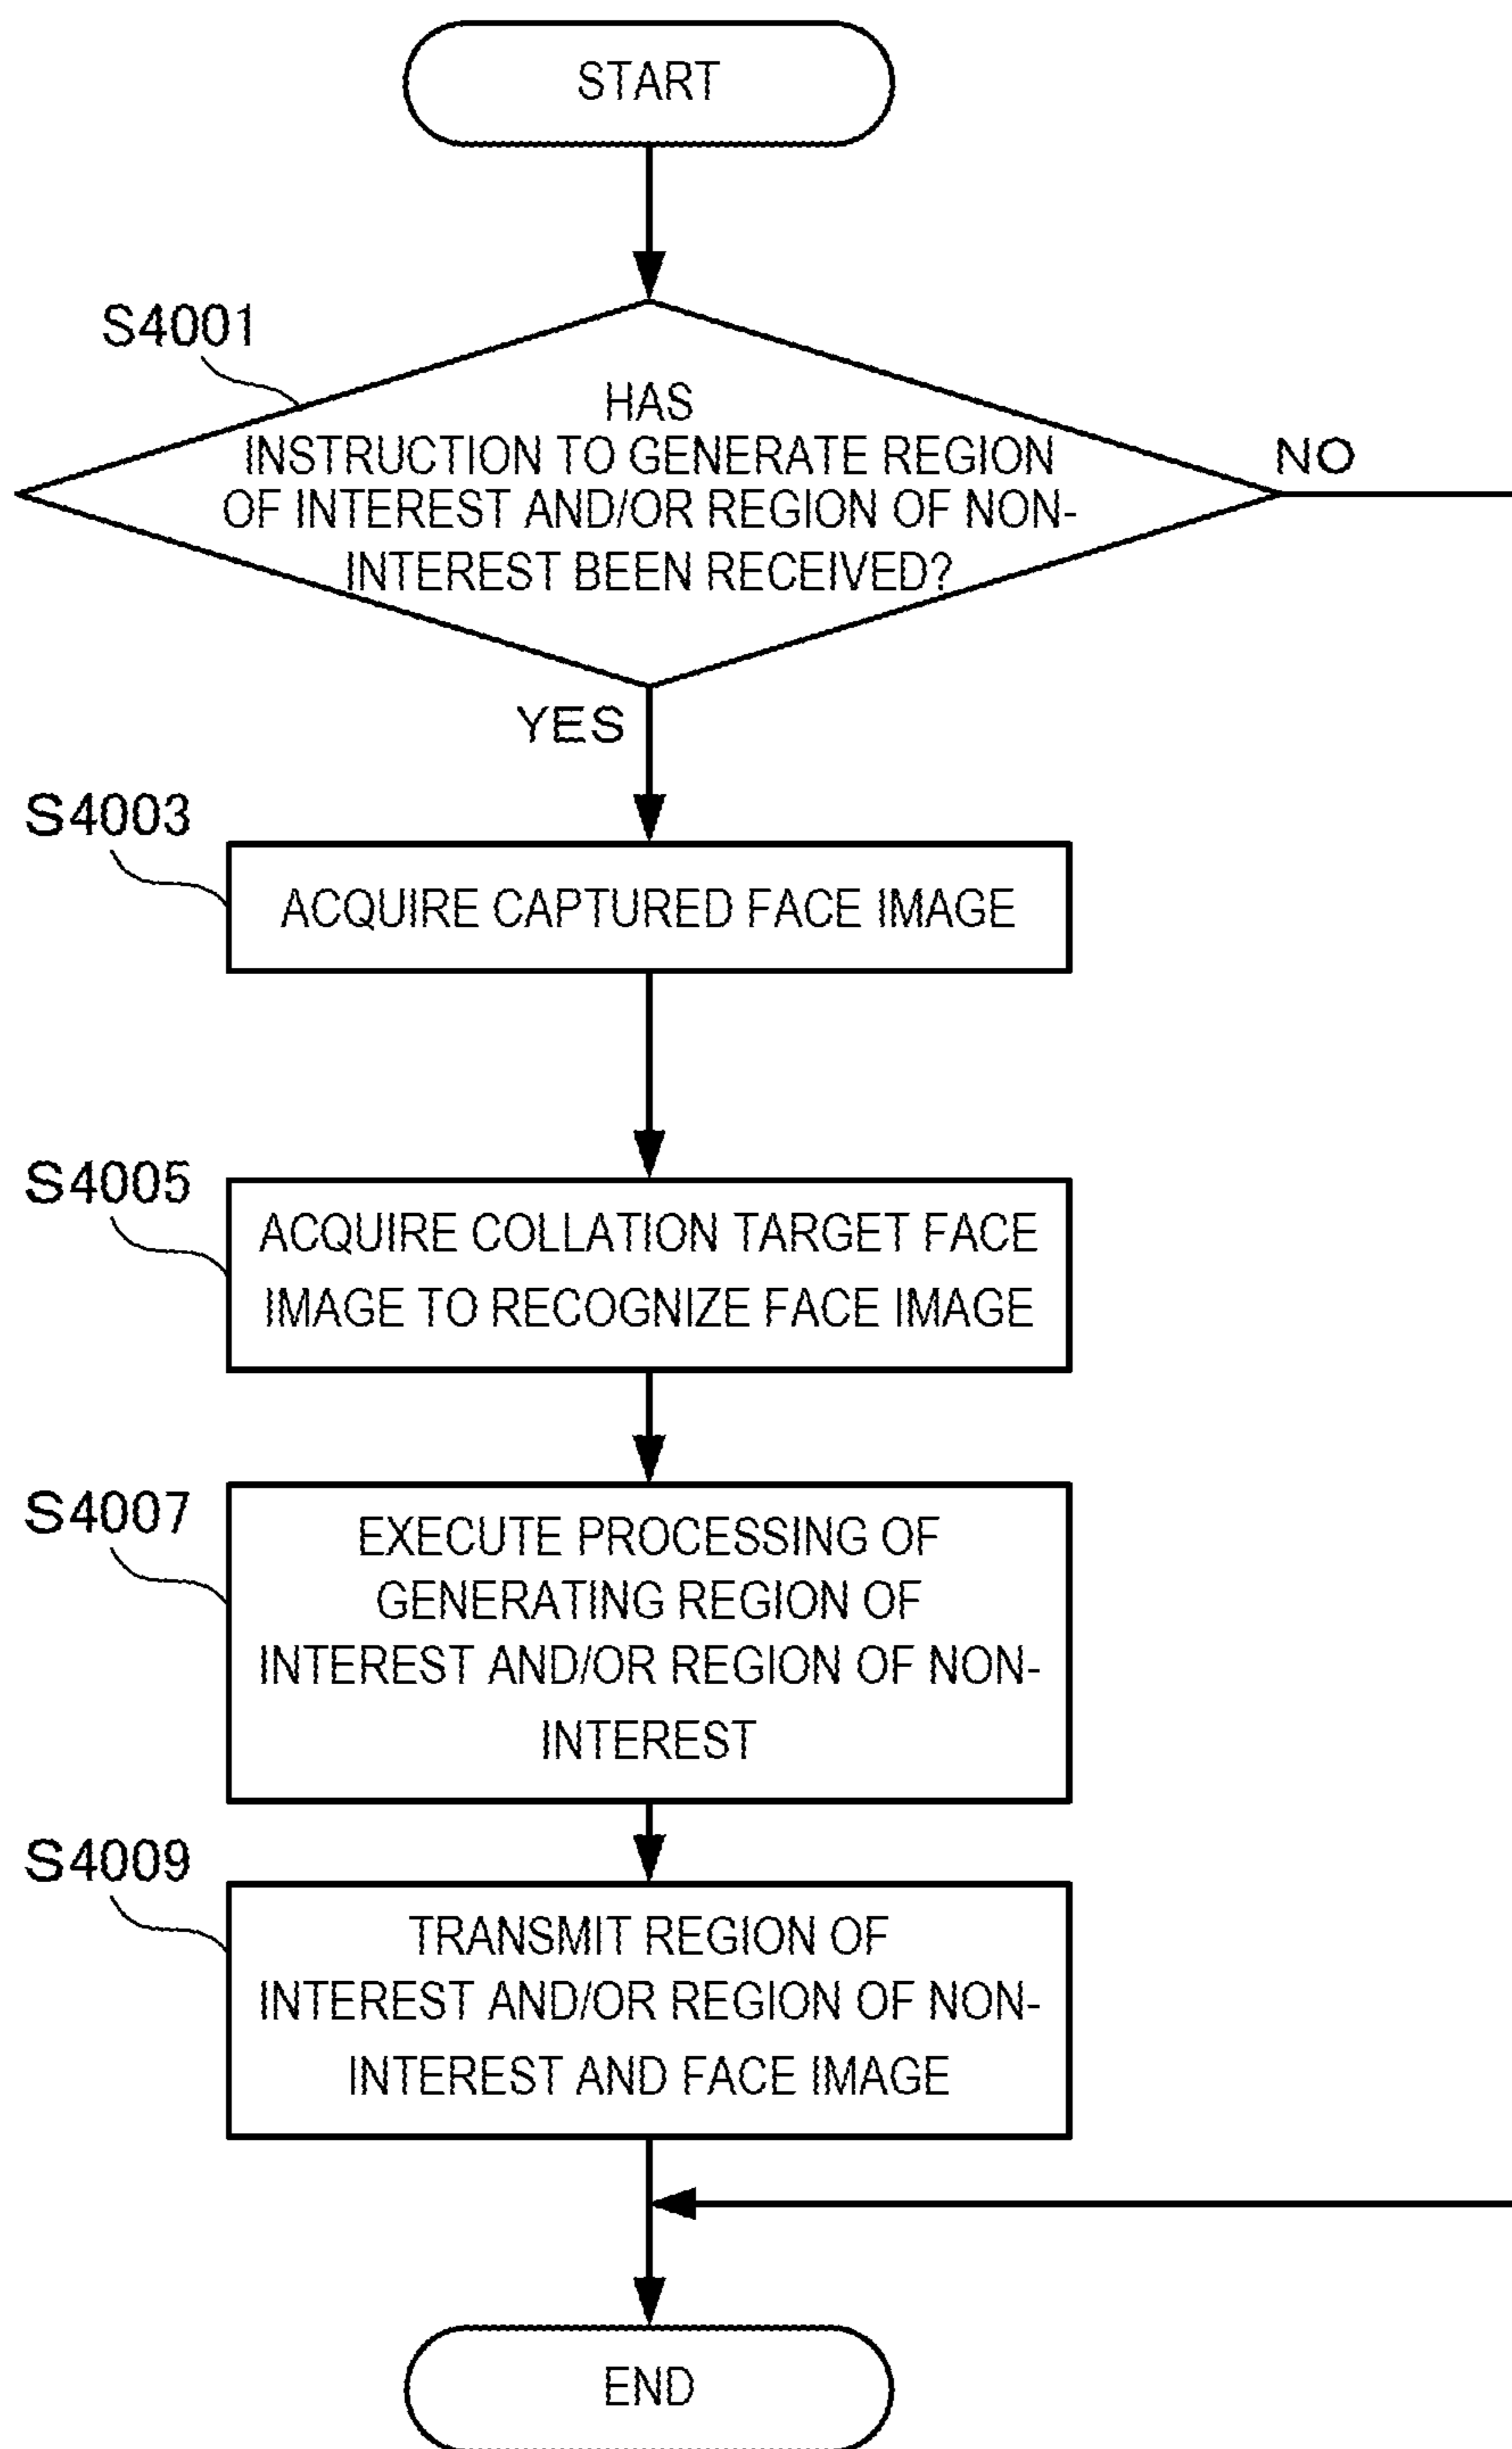 START
S4001
HAS
INSTRUCTION TO GENERATE REGION
OF INTEREST AND/OR REGION OF NON-
INTEREST BEEN RECEIVED?
NO
YES
S4003
ACQUIRE CAPTURED FACE IMAGE
S4005
ACQUIRE COLLATION TARGET FACE
IMAGE TO RECOGNIZE FACE IMAGE
S4007
EXECUTE PROCESSING OF
GENERATING REGION OF
INTEREST AND/OR REGION OF NON-
INTEREST
S4009
TRANSMIT REGION OF
INTEREST AND/OR REGION OF NON-
INTEREST AND FACE IMAGE
END